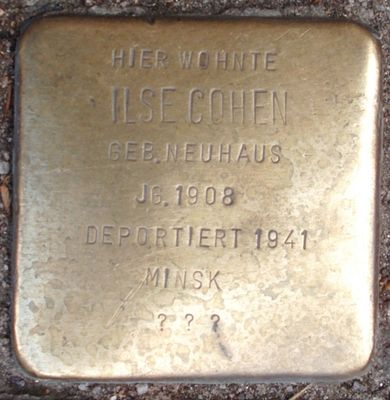 HIER WOHNTE
ILSE COHEN
GEB. NEUHAUS
JG. 1908
DEPORTIERT 1941
MINSK
? ? ?